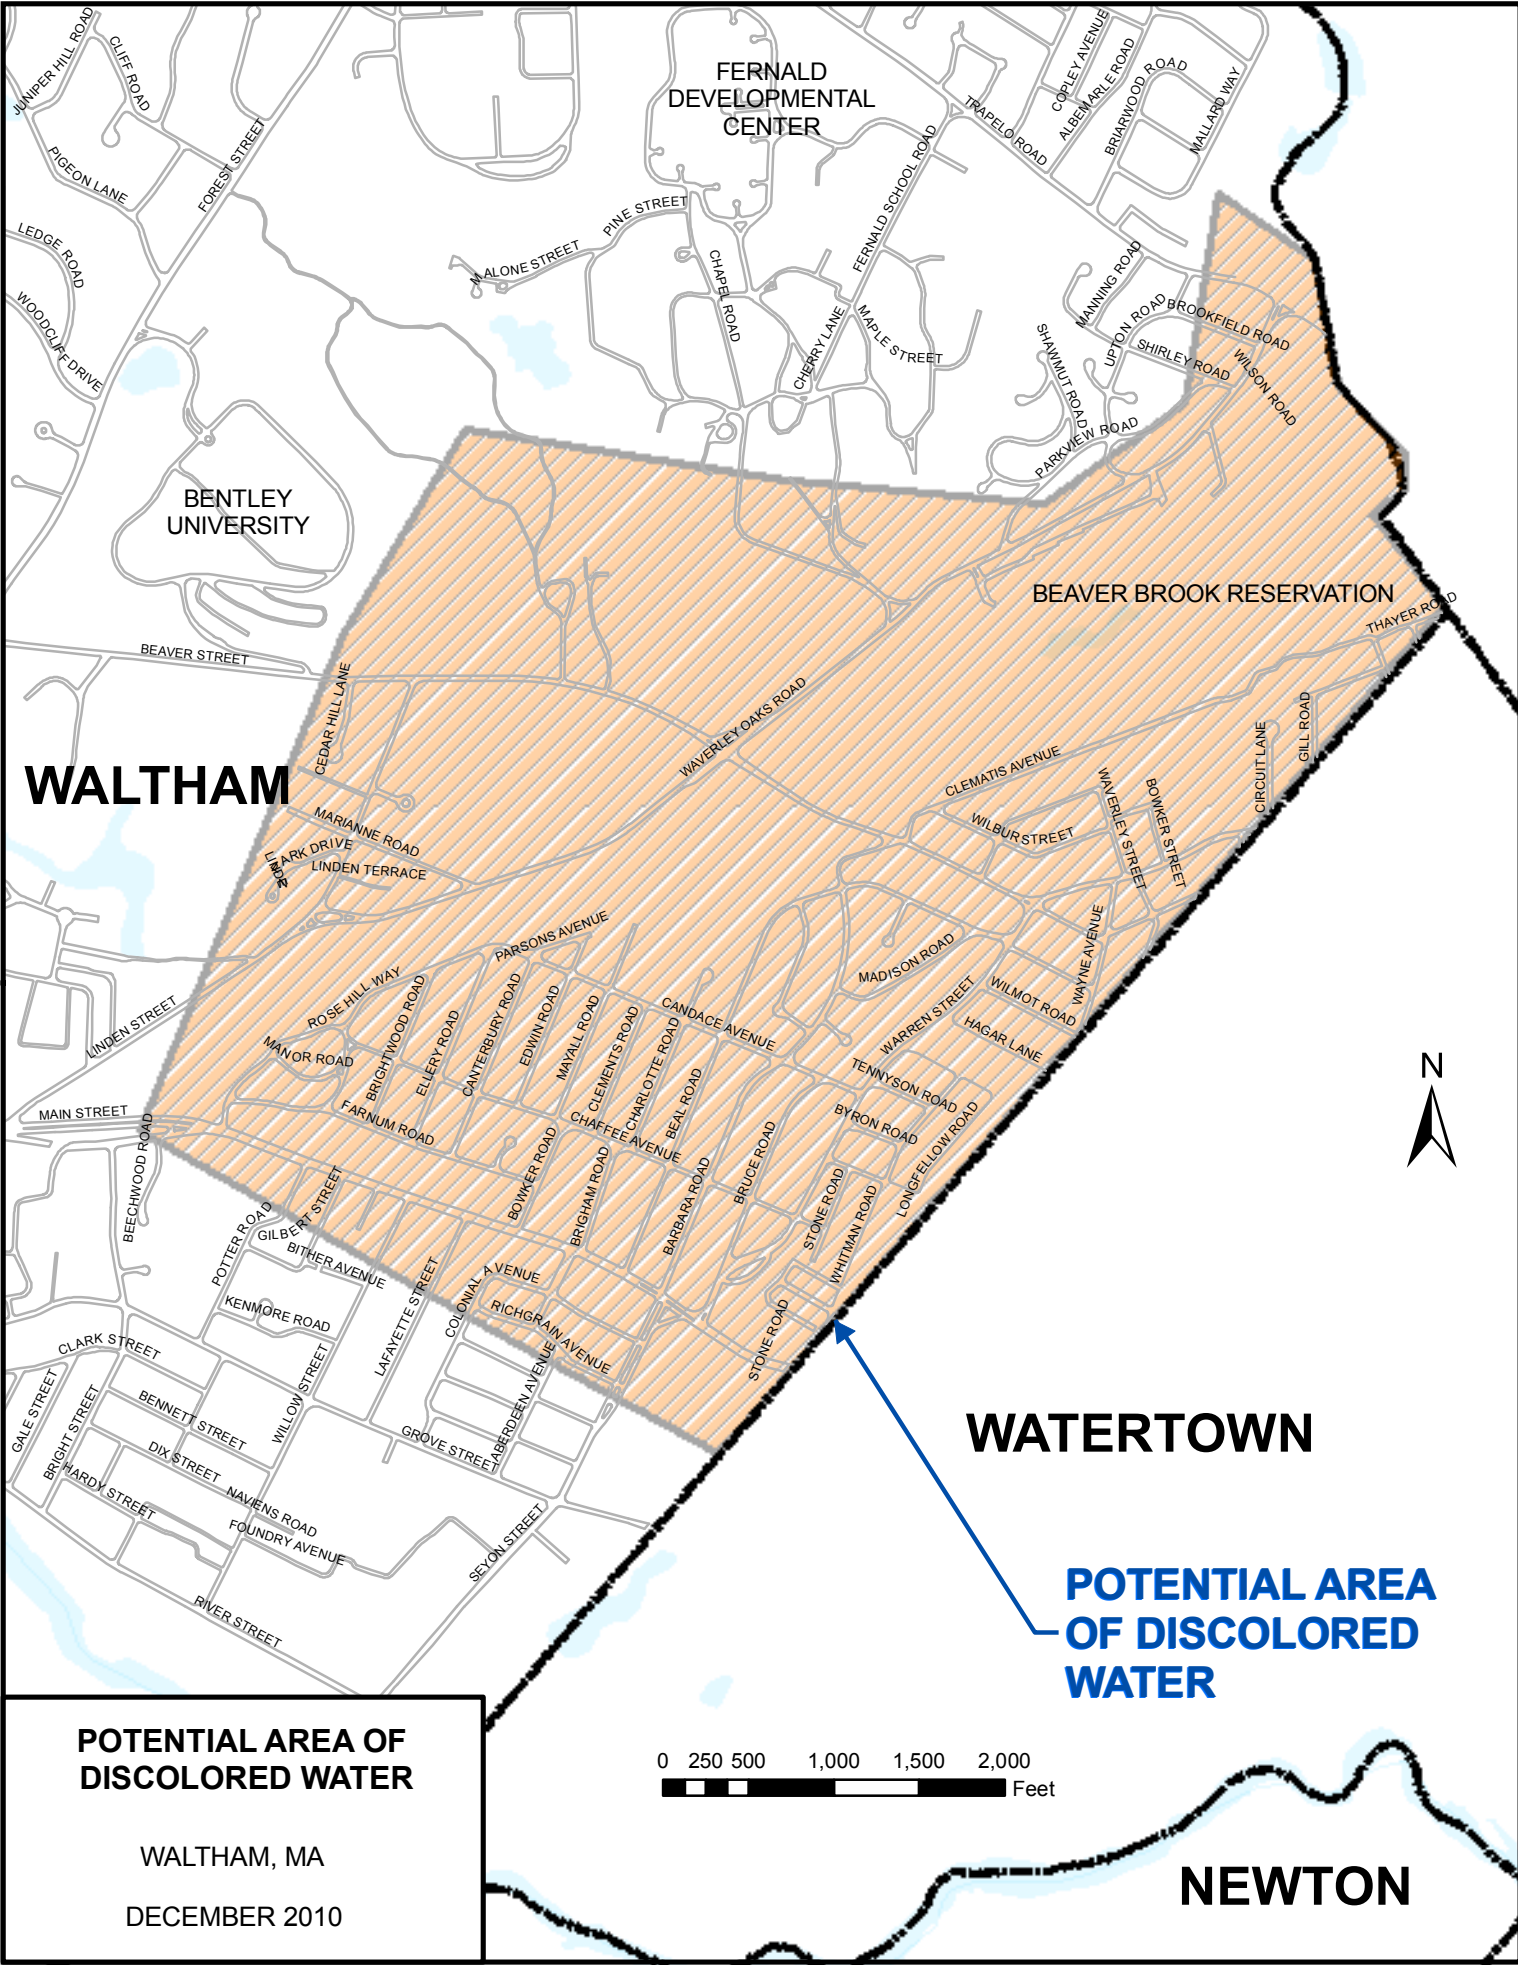 JUNIPER HILL ROAD
CLIFF ROAD
FERNALD
DEVELOPMENTAL
CENTER
COPLEY AVENUE
ALBEMARLE ROAD
BRIARWOOD ROAD
MALLARD WAY
TRAPELO ROAD
PIGEON LANE
FOREST STREET
FERNALD SCHOOL ROAD
PINE STREET
MALONE STREET
CHAPEL ROAD
LEDGE ROAD
WOODCLIFF DRIVE
CHERRY LANE
MAPLE STREET
MANNING ROAD
UPTON ROAD
BROOKFIELD ROAD
SHIRLEY ROAD
WILSON ROAD
SHAWMUT ROAD
PARKVIEW ROAD
BENTLEY
UNIVERSITY
BEAVER BROOK RESERVATION
THAYER ROAD
BEAVER STREET
CEDAR HILL LANE
WAVERLEY OAKS ROAD
GILL ROAD
CIRCUIT LANE
CLEMATIS AVENUE
WALTHAM
WILBUR STREET
WAVERLEY STREET
BOWKER STREET
MARIANNE ROAD
LARK DRIVE
LINDEN TERRACE
PARSONS AVENUE
MADISON ROAD
WAYNE AVENUE
ROSE HILL WAY
LINDEN STREET
MANOR ROAD
BRIGHTWOOD ROAD
ELLERY ROAD
CANTERBURY ROAD
EDWIN ROAD
MAYALL ROAD
CLEMENTS ROAD
CHARLOTTE ROAD
BEAL ROAD
CANDACE AVENUE
WARREN STREET
WILMOT ROAD
HAGAR LANE
TENNYSON ROAD
BYRON ROAD
LONGFELLOW ROAD
N
MAIN STREET
BEECHWOOD ROAD
FARNUM ROAD
CHAFFEE AVENUE
BOWKER ROAD
BRIGHAM ROAD
BARBARA ROAD
BRUCE ROAD
STONE ROAD
WHITMAN ROAD
POTTER ROAD
GILBERT STREET
BITHER AVENUE
KENMORE ROAD
LAFAYETTE STREET
COLONIAL AVENUE
RICHGRAIN AVENUE
STONE ROAD
CLARK STREET
GALE STREET
BRIGHT STREET
BENNETT STREET
WILLOW STREET
GROVE STREET
ABERDEEN AVENUE
DIX STREET
HARDY STREET
NAVIENS ROAD
FOUNDRY AVENUE
SEYON STREET
RIVER STREET
WATERTOWN
POTENTIAL AREA
OF DISCOLORED
WATER
POTENTIAL AREA OF
DISCOLORED WATER
WALTHAM, MA
DECEMBER 2010
0 250 500 1,000 1,500 2,000
Feet
NEWTON